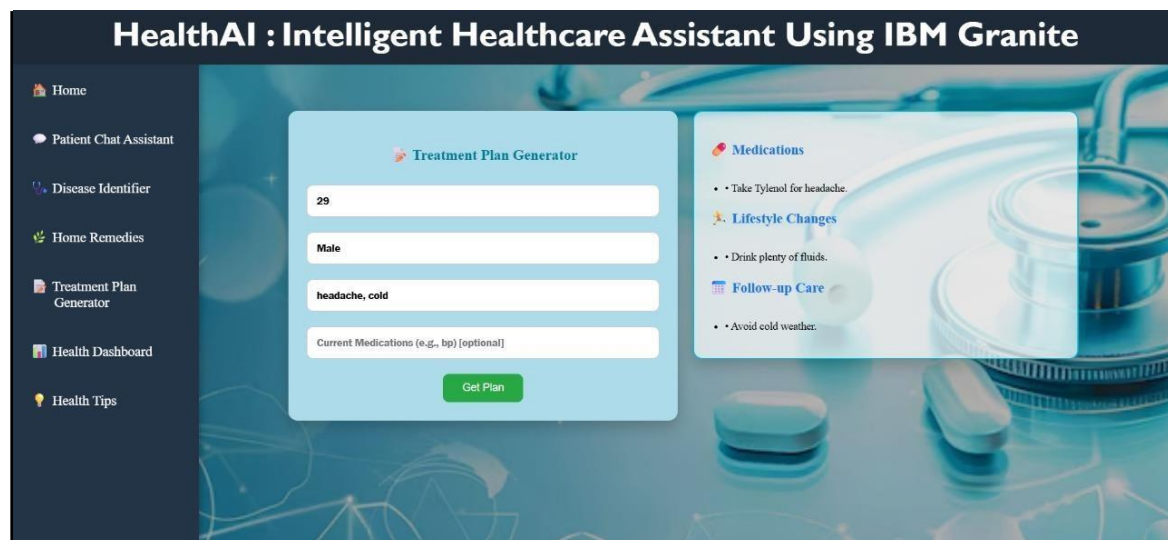 HealthAI : Intelligent Healthcare Assistant Using IBM Granite
Home
Patient Chat Assistant
Disease Identifier
Home Remedies
Treatment Plan
Generator
Health Dashboard
Health Tips
Treatment Plan Generator
29
Male
headache, cold
Current Medications (e.g., bp) [optional]
Get Plan
Medications
• • Take Tylenol for headache.
Lifestyle Changes
• • Drink plenty of fluids.
Follow-up Care
• • Avoid cold weather.